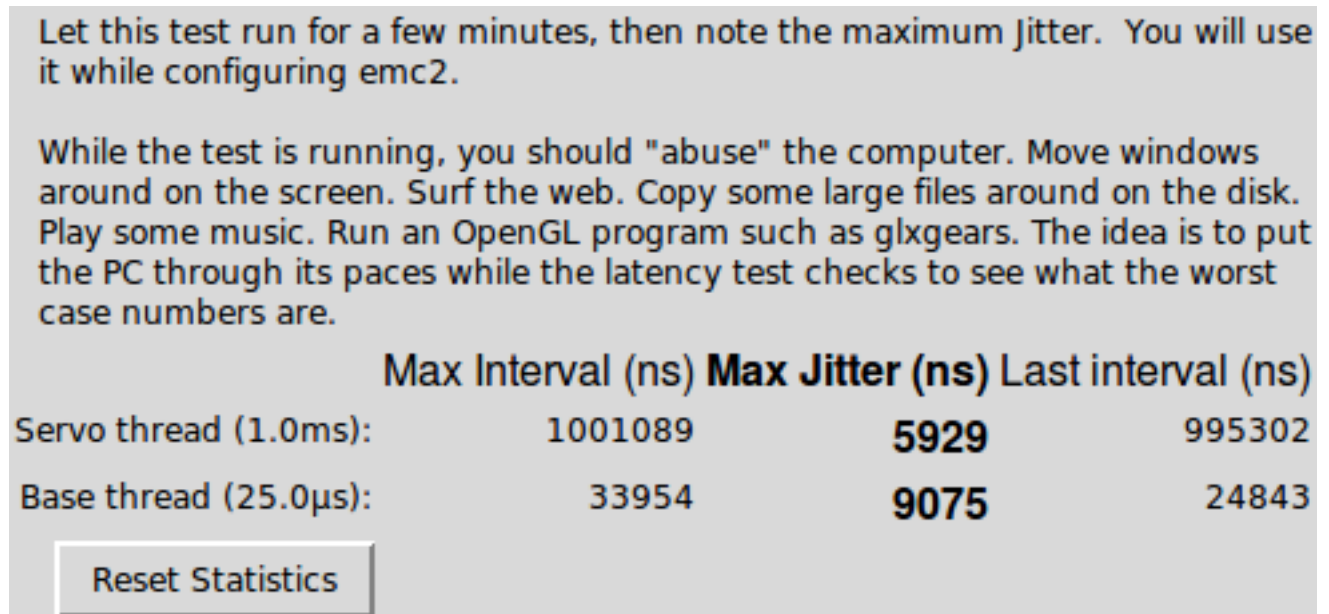 Let this test run for a few minutes, then note the maximum Jitter.  You will use
it while configuring emc2.
While the test is running, you should "abuse" the computer. Move windows
around on the screen. Surf the web. Copy some large files around on the disk.
Play some music. Run an OpenGL program such as glxgears. The idea is to put
the PC through its paces while the latency test checks to see what the worst
case numbers are.
Max Interval (ns) Max Jitter (ns) Last interval (ns)
Servo thread (1.0ms): 1001089 5929 995302
Base thread (25.0µs): 33954 9075 24843
Reset Statistics